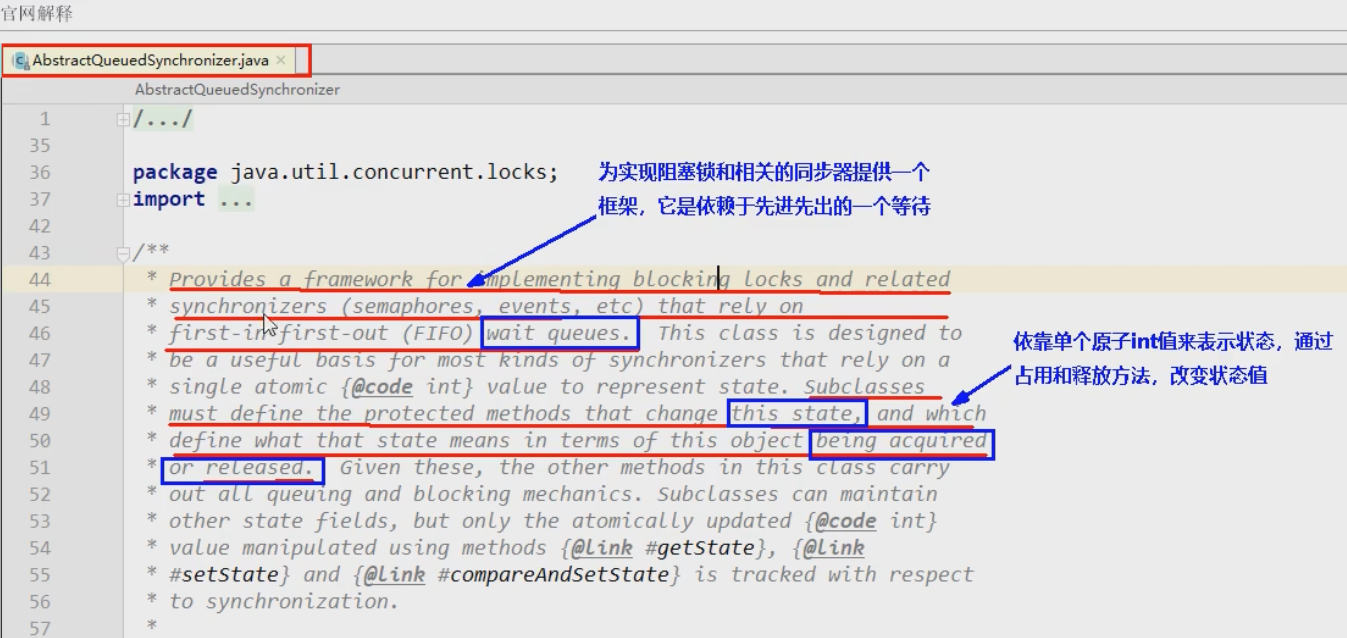 官网解释
AbstractQueuedSynchronizer.java ×
AbstractQueuedSynchronizer
1 /.../
35
36 package java.util.concurrent.locks;
为实现阻塞锁和相关的同步器提供一个
37 import ...
框架，它是依赖于先进先出的一个等待
42
43 /**
44 * Provides a framework for implementing blocking locks and related
45 * synchronizers (semaphores, events, etc) that rely on
46 * first-in-first-out (FIFO) wait queues. This class is designed to
依靠单个原子int值来表示状态，通过
占用和释放方法，改变状态值
47 * be a useful basis for most kinds of synchronizers that rely on a
48 * single atomic {@code int} value to represent state. Subclasses
49 * must define the protected methods that change this state, and which
50 * define what that state means in terms of this object being acquired
51 * or released. Given these, the other methods in this class carry
52 * out all queuing and blocking mechanics. Subclasses can maintain
53 * other state fields, but only the atomically updated {@code int}
54 * value manipulated using methods {@link #getState}, {@link
55 * #setState} and {@link #compareAndSetState} is tracked with respect
56 * to synchronization.
57 *